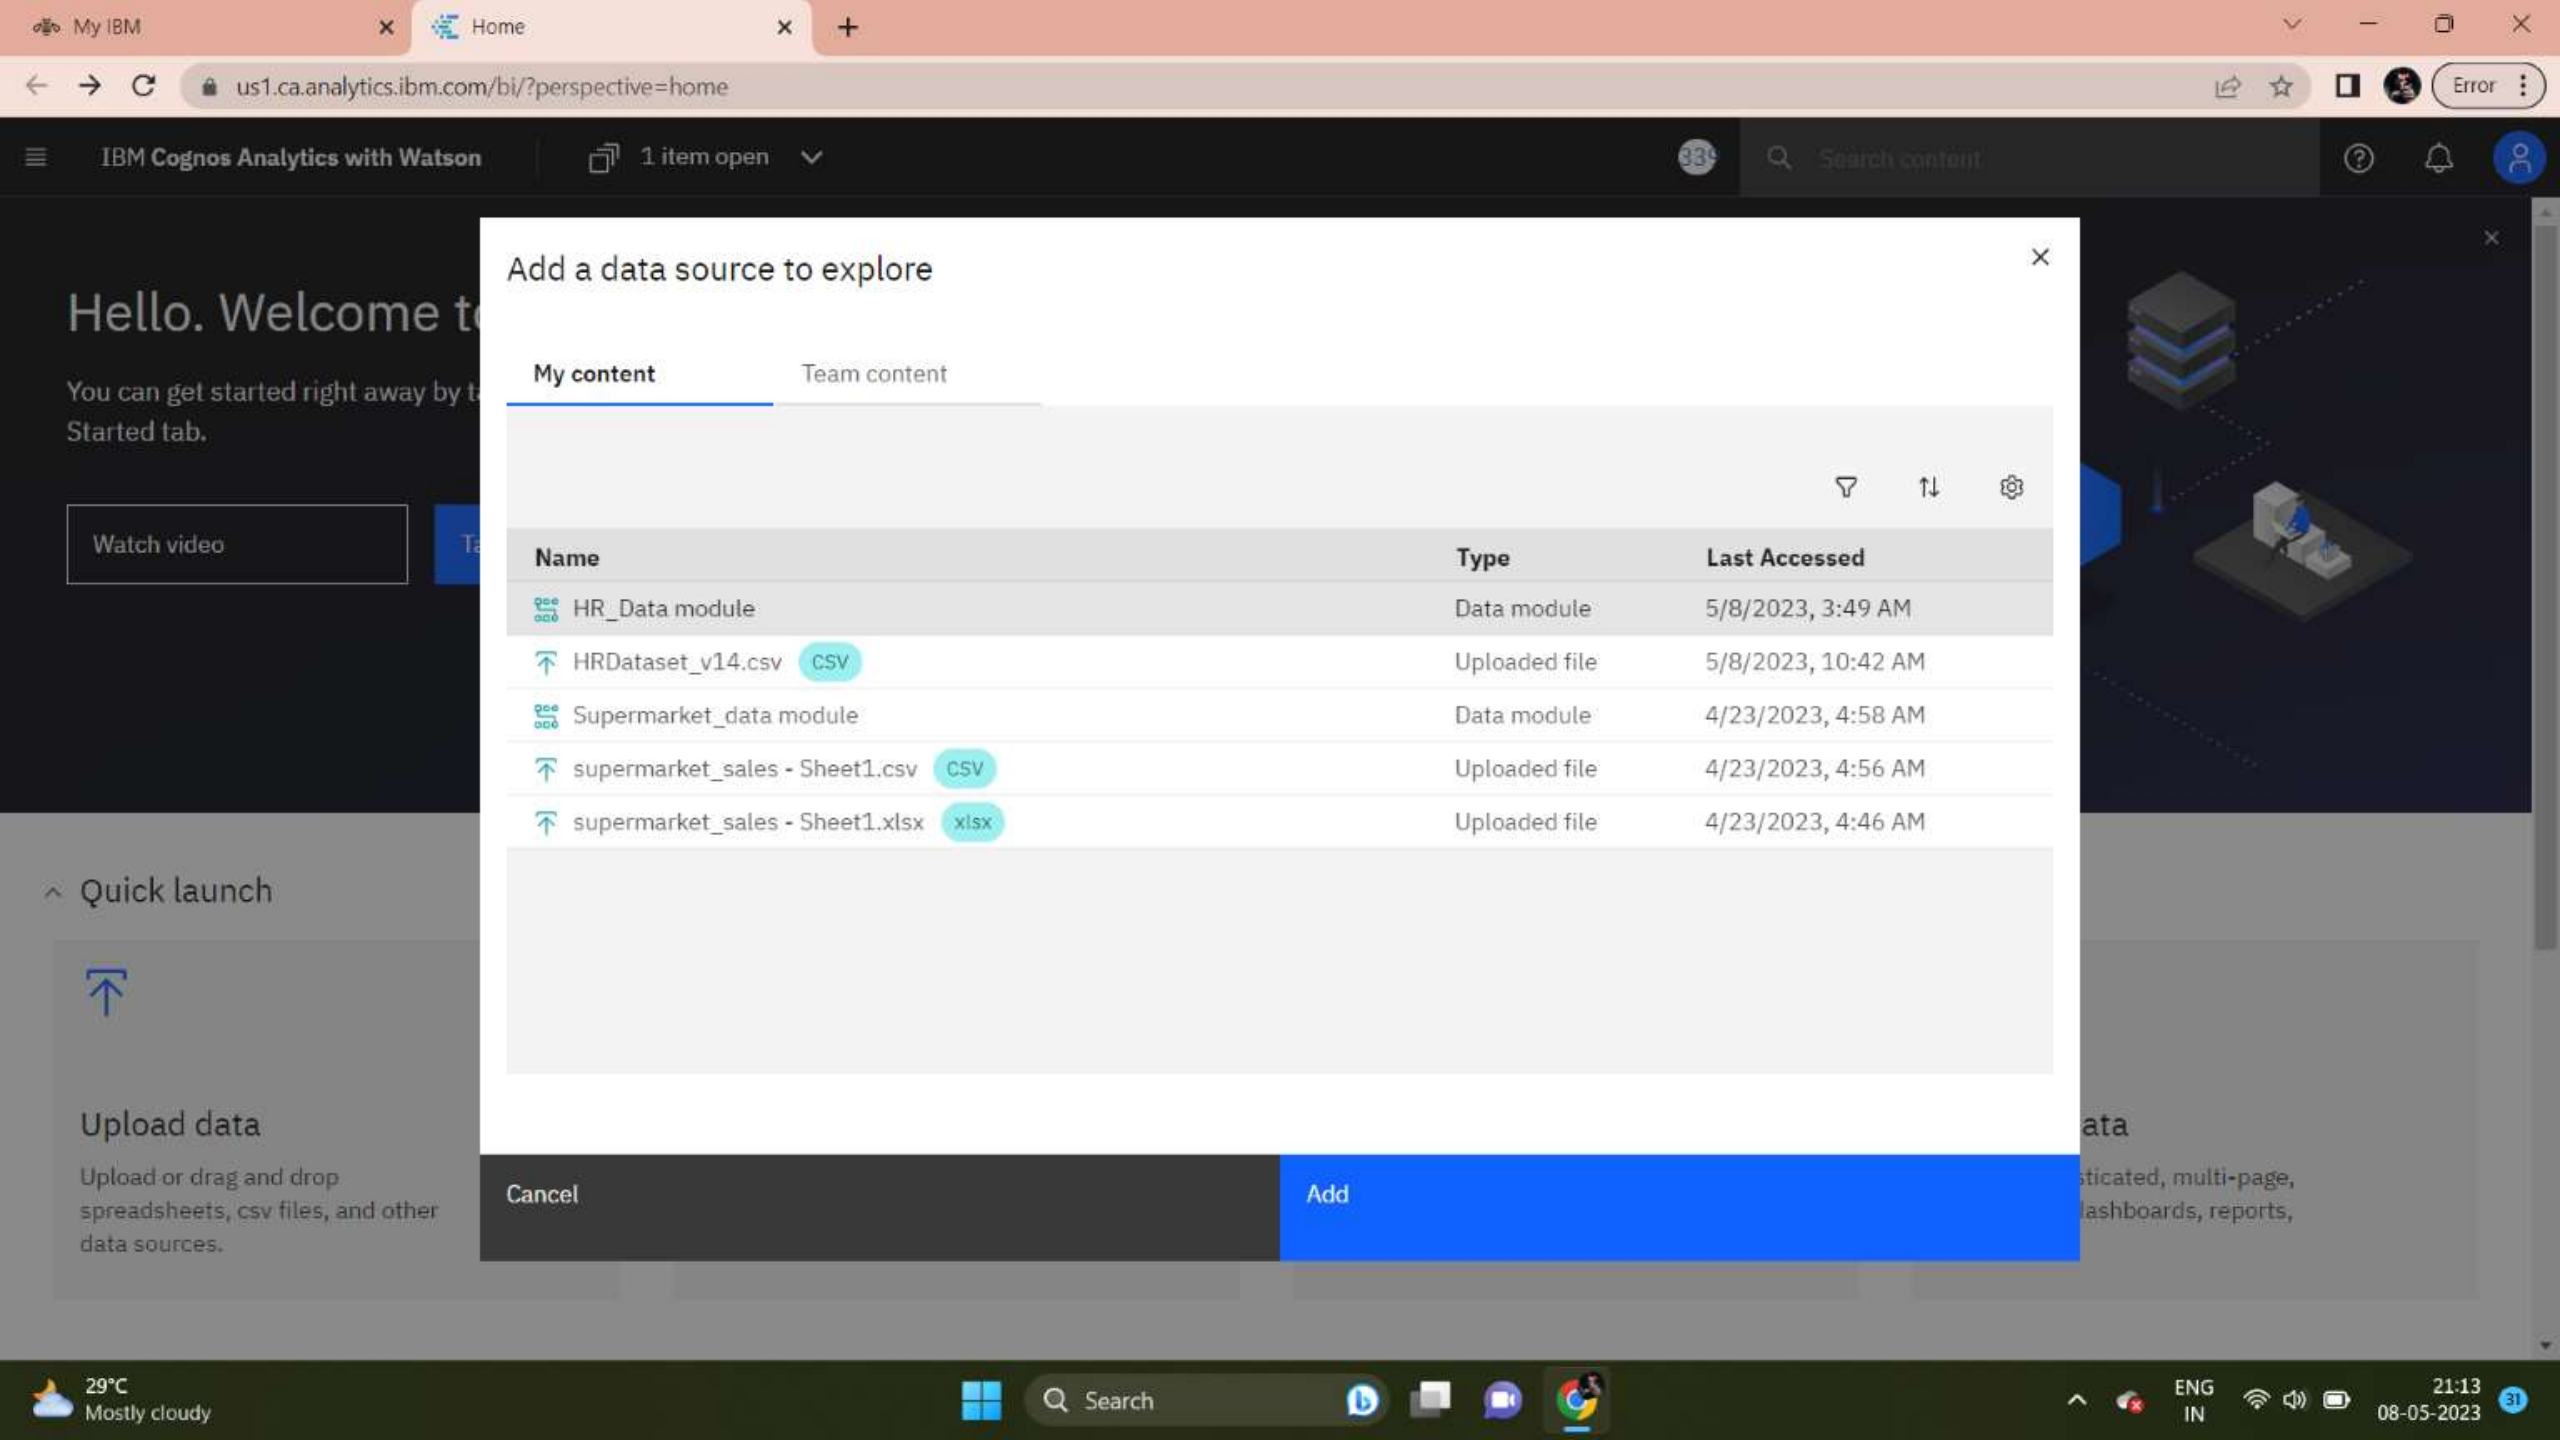 My IBM
Home
us1.ca.analytics.ibm.com/bi/?perspective=home
Error
IBM Cognos Analytics with Watson
1 item open
Search content
Hello. Welcome to
You can get started right away by
Started tab.
Watch video
Add a data source to explore
My content Team content
Name Type Last Accessed
HR_Data module Data module 5/8/2023, 3:49 AM
HRDataset_v14.csv CSV Uploaded file 5/8/2023, 10:42 AM
Supermarket_data module Data module 4/23/2023, 4:58 AM
supermarket_sales - Sheet1.csv CSV Uploaded file 4/23/2023, 4:56 AM
supermarket_sales - Sheet1.xlsx xlsx Uploaded file 4/23/2023, 4:46 AM
Cancel
Add
Quick launch
Upload data
Upload or drag and drop
spreadsheets, csv files, and other
data sources.
ata
sticated, multi-page,
dashboards, reports,
29°C
Mostly cloudy
Search
ENG
IN
21:13
08-05-2023
31